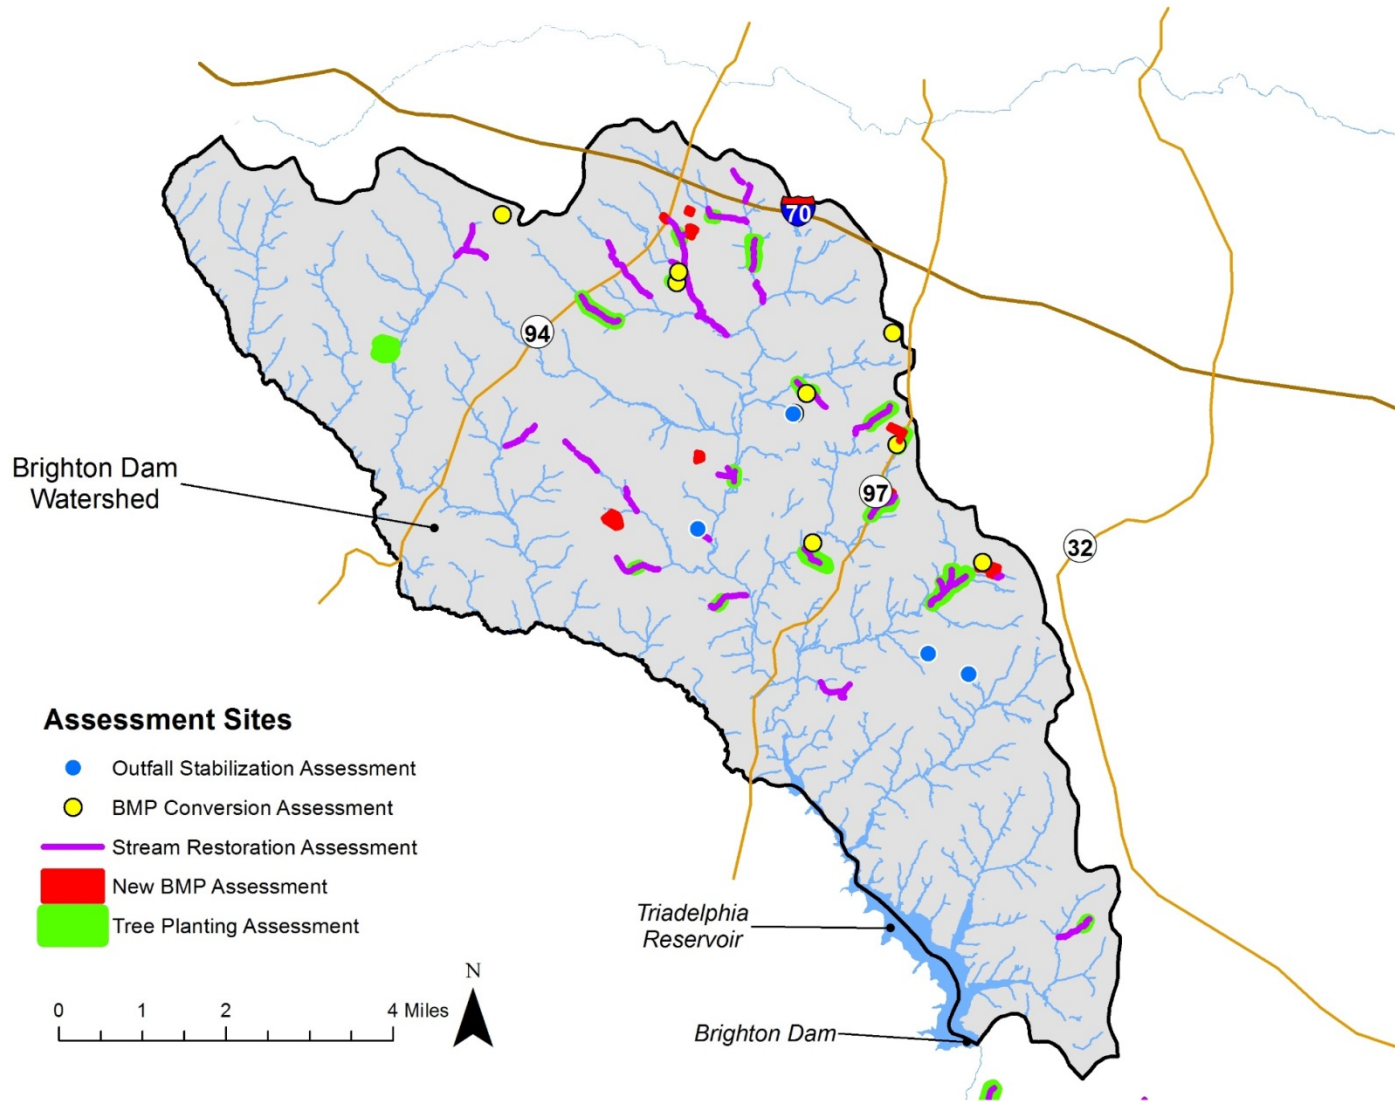 70
94
Brighton Dam
Watershed
97
32
Assessment Sites
Outfall Stabilization Assessment
BMP Conversion Assessment
Stream Restoration Assessment
New BMP Assessment
Tree Planting Assessment
Triadelphia
Reservoir
N
0 1 2 4 Miles
Brighton Dam